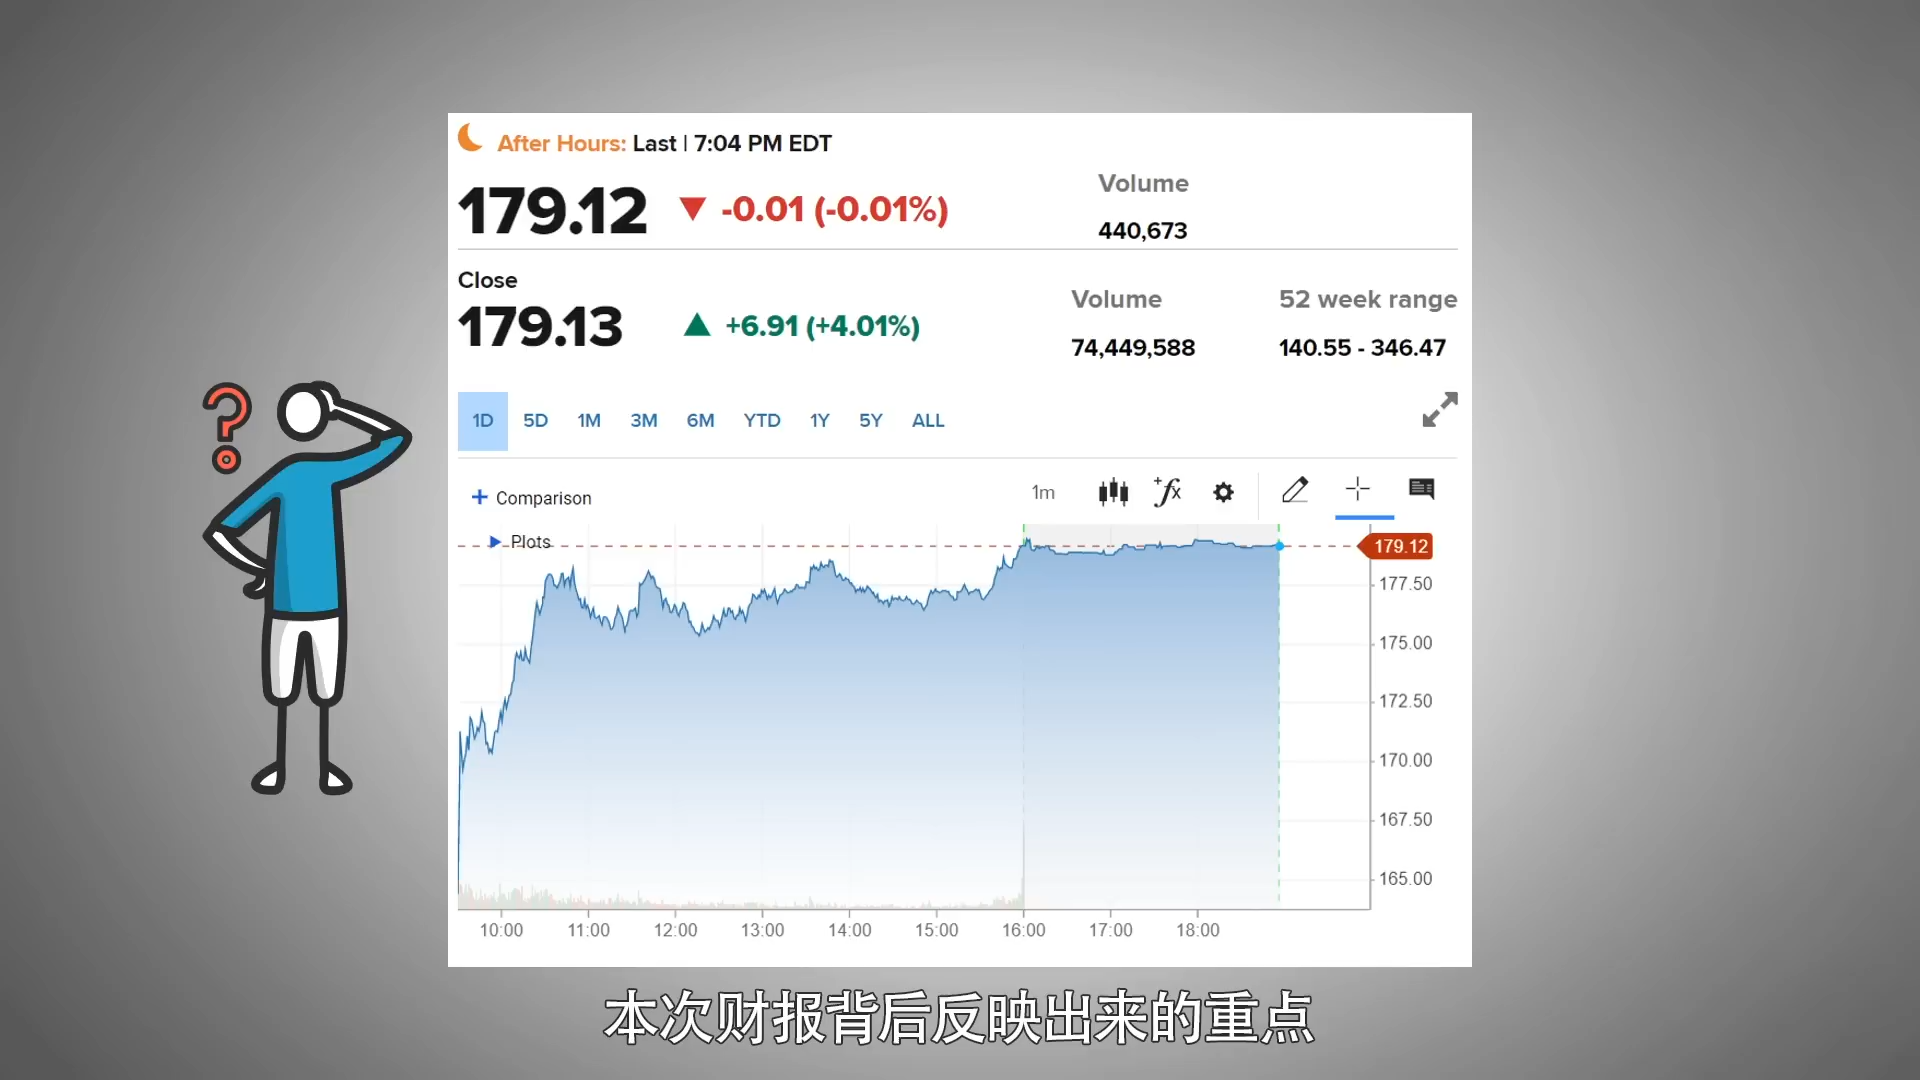 After Hours: Last | 7:04 PM EDT
179.12 ▼ -0.01 (-0.01%)
Volume
440,673
Close
179.13 ▲ +6.91 (+4.01%)
Volume
74,449,588
52 week range
140.55 - 346.47
1D 5D 1M 3M 6M YTD 1Y 5Y ALL
+ Comparison
1m
+fx
Plots
179.12
177.50
175.00
172.50
170.00
167.50
165.00
10:00 11:00 12:00 13:00 14:00 15:00 16:00 17:00 18:00
?
本次财报背后反映出来的重点